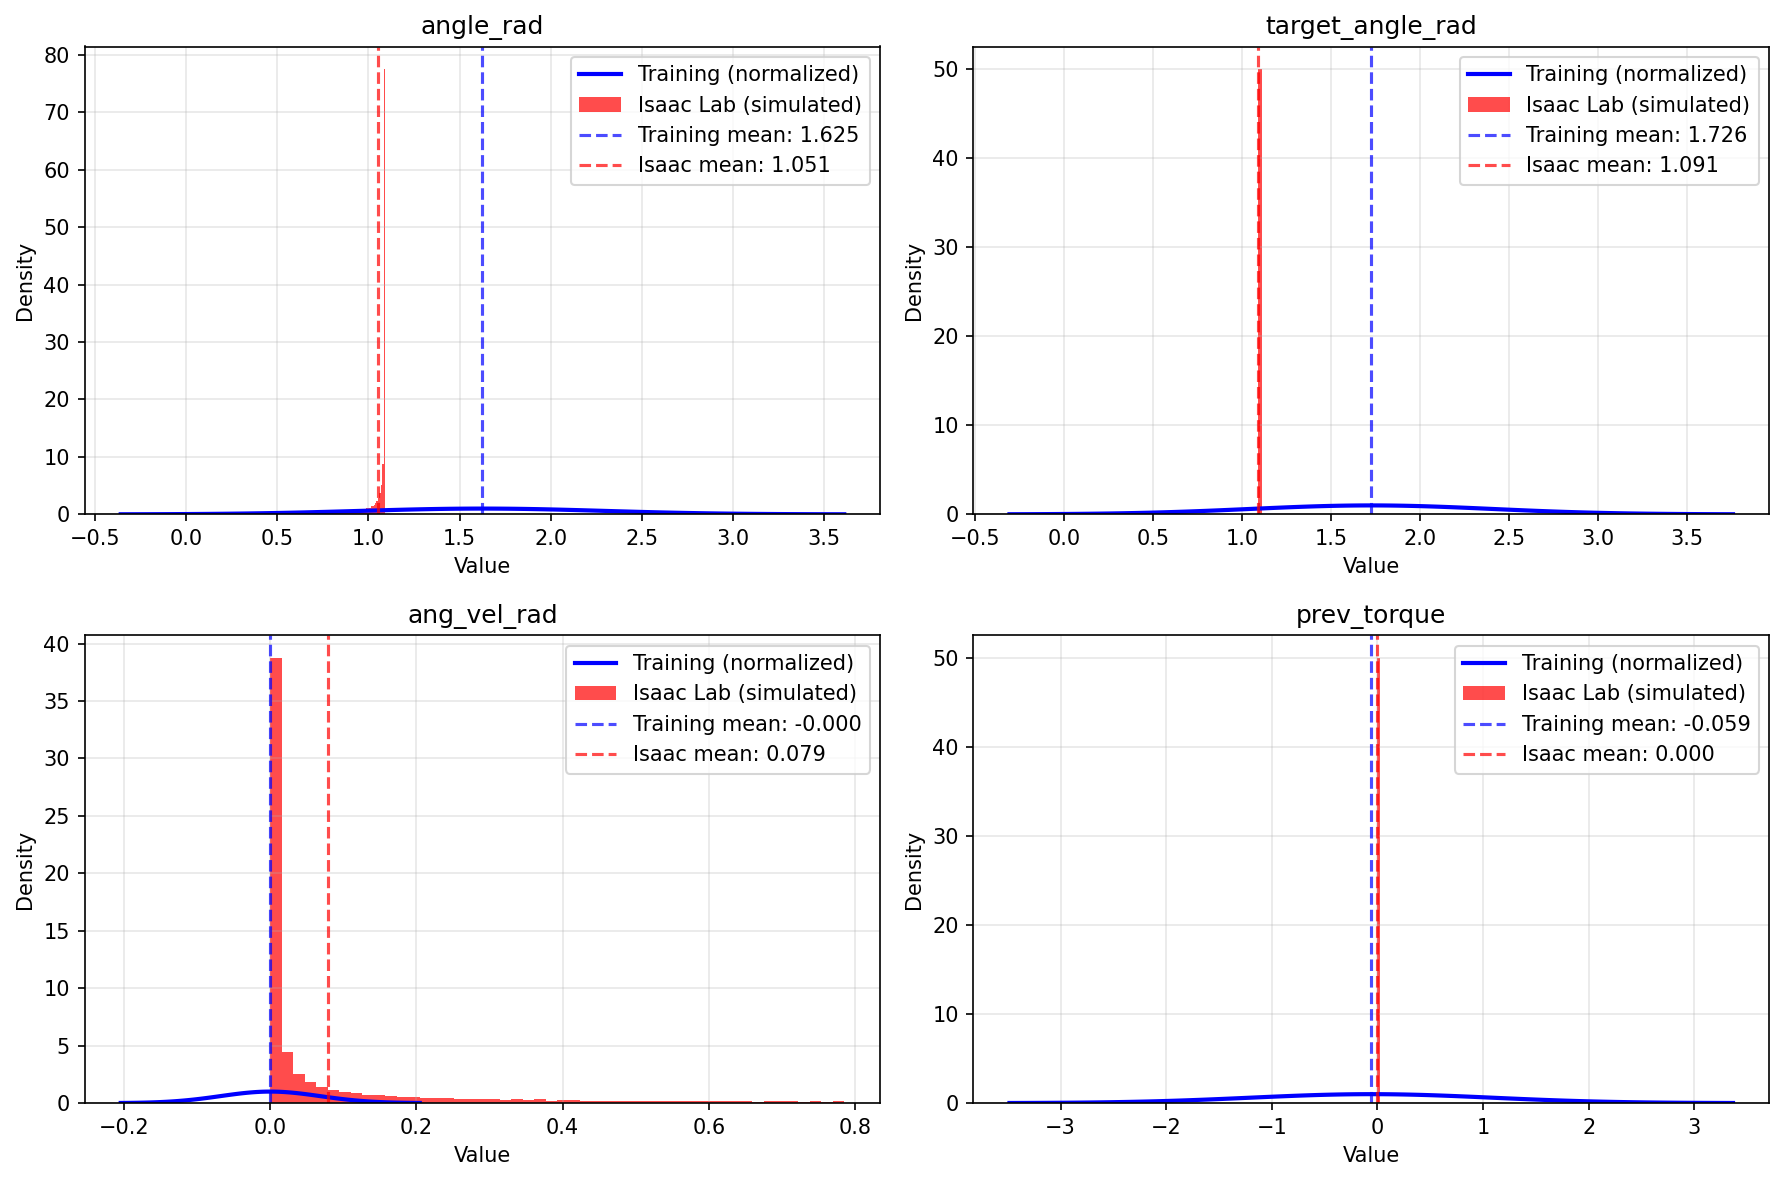 angle_rad
80
70
60
50
40
30
20
10
0
Density
Training (normalized)
Isaac Lab (simulated)
Training mean: 1.625
Isaac mean: 1.051
−0.5 0.0 0.5 1.0 1.5 2.0 2.5 3.0 3.5
Value
target_angle_rad
50
40
30
20
10
0
Density
Training (normalized)
Isaac Lab (simulated)
Training mean: 1.726
Isaac mean: 1.091
−0.5 0.0 0.5 1.0 1.5 2.0 2.5 3.0 3.5
Value
ang_vel_rad
40
35
30
25
20
15
10
5
0
Density
Training (normalized)
Isaac Lab (simulated)
Training mean: -0.000
Isaac mean: 0.079
−0.2 0.0 0.2 0.4 0.6 0.8
Value
prev_torque
50
40
30
20
10
0
Density
Training (normalized)
Isaac Lab (simulated)
Training mean: -0.059
Isaac mean: 0.000
−3 −2 −1 0 1 2 3
Value